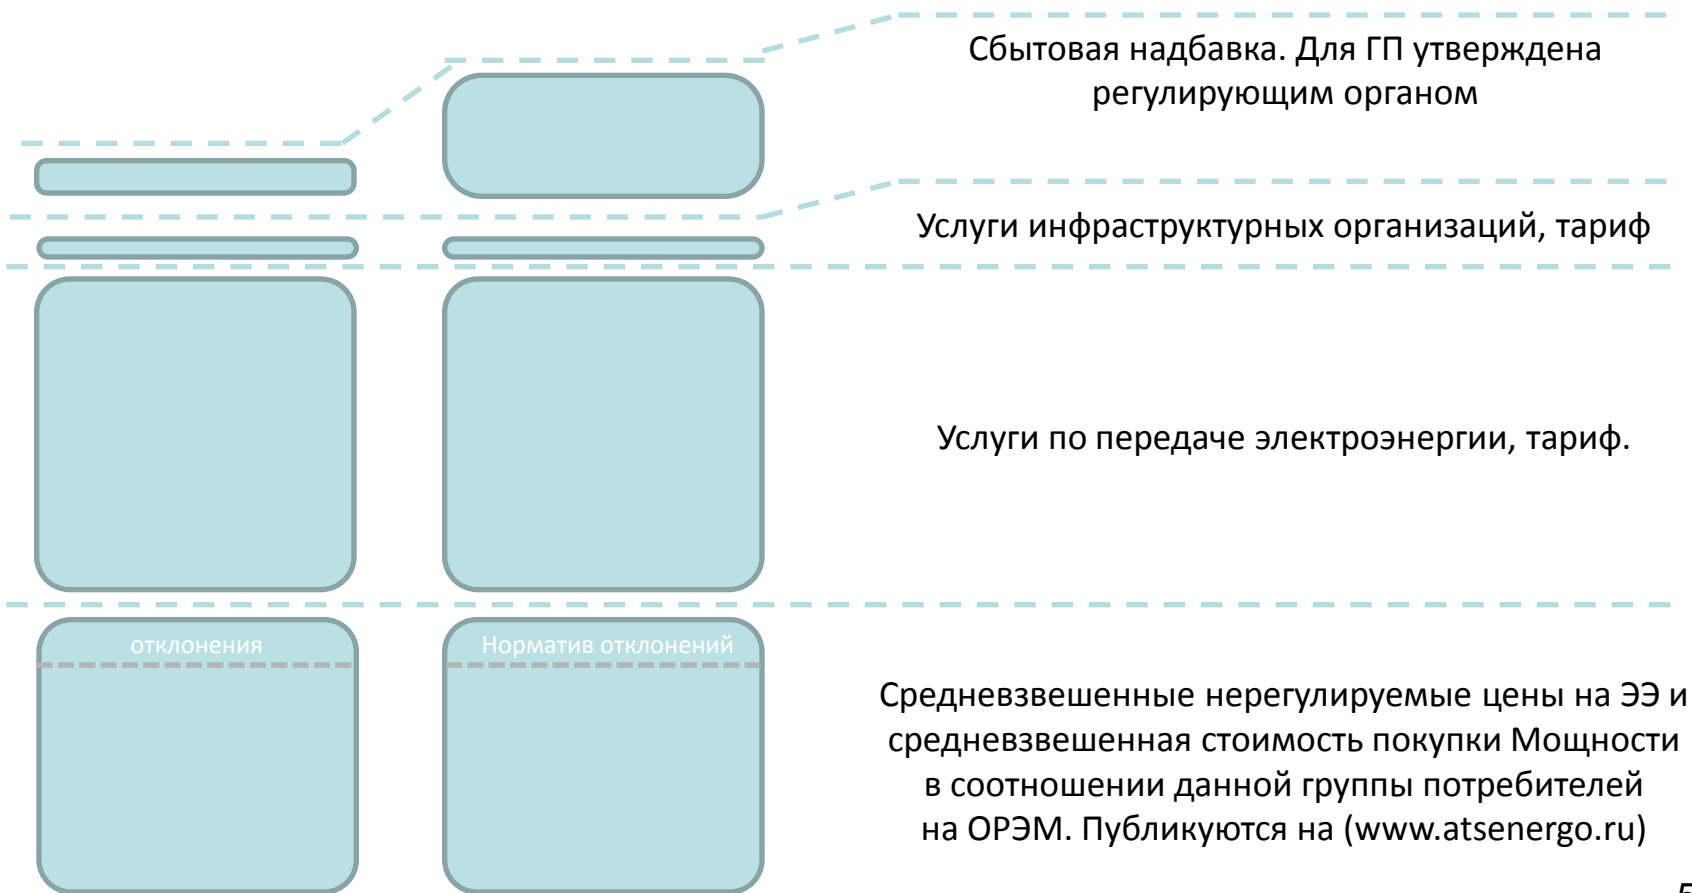 Сбытовая надбавка. Для ГП утверждена
регулирующим органом
Услуги инфраструктурных организаций, тариф
Услуги по передаче электроэнергии, тариф.
отклонения
Норматив отклонений
Средневзвешенные нерегулируемые цены на ЭЭ и
средневзвешенная стоимость покупки Мощности
в соотношении данной группы потребителей
на ОРЭМ. Публикуются на (www.atsenergo.ru)